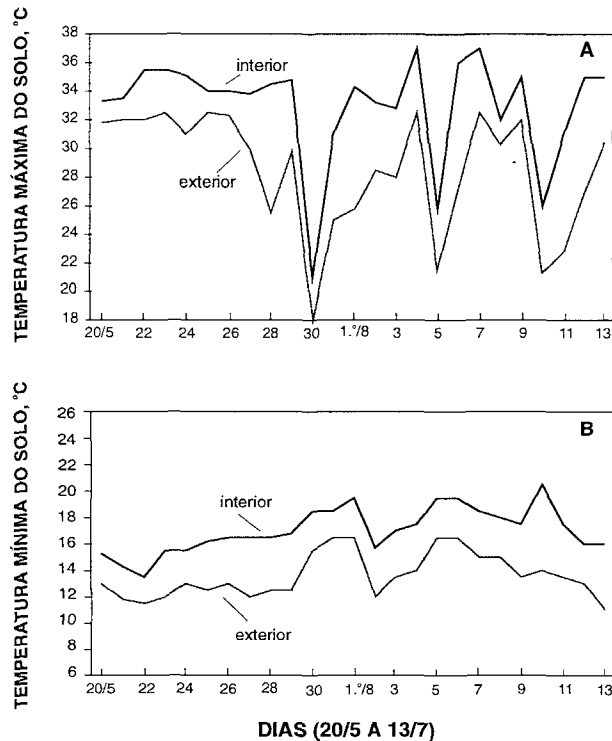 TEMPERATURA MÁXIMA DO SOLO, °C
38
36
34
32
30
28
26
24
22
20
18
A
interior
exterior
20/5 22 24 26 28 30 1.º/8 3 5 7 9 11 13
TEMPERATURA MÍNIMA DO SOLO, °C
26
24
22
20
18
16
14
12
10
8
6
B
interior
exterior
20/5 22 24 26 28 30 1.º/8 3 5 7 9 11 13
DIAS (20/5 A 13/7)